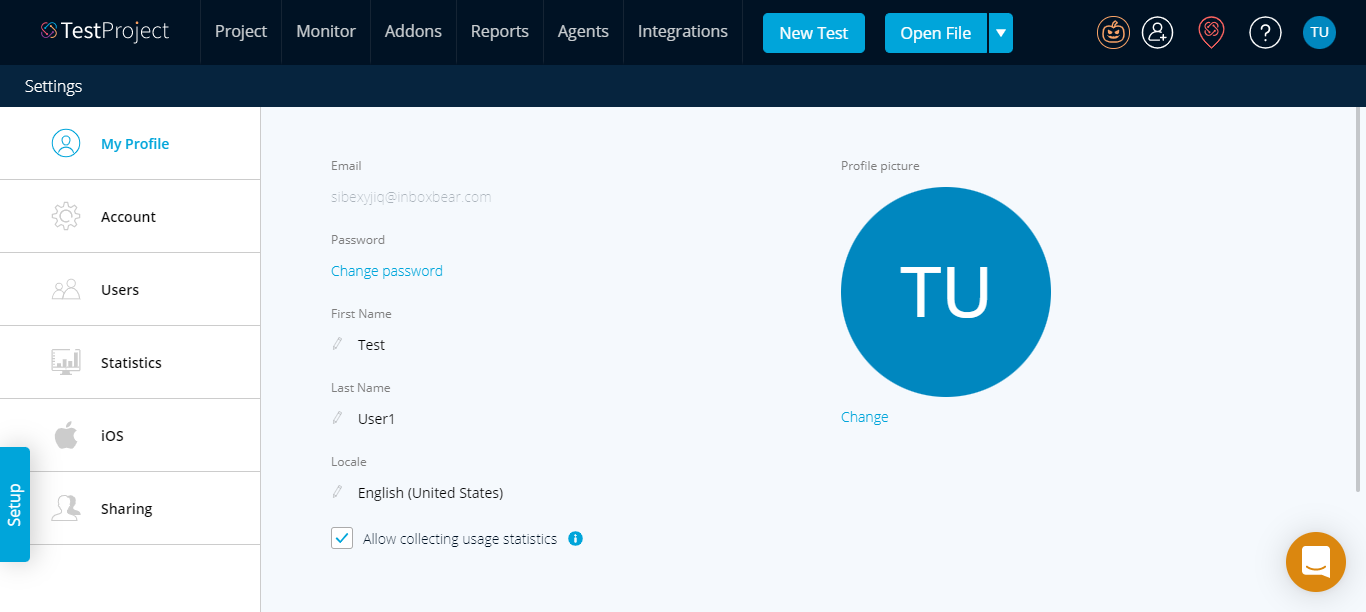 TestProject
Project
Monitor
Addons
Reports
Agents
Integrations
New Test
Open File
?
TU
Settings
My Profile
Account
Users
Statistics
iOS
Sharing
Setup
Email
sibexyjiq@inboxbear.com
Password
Change password
First Name
Test
Last Name
User1
Locale
English (United States)
Allow collecting usage statistics
i
Profile picture
TU
Change